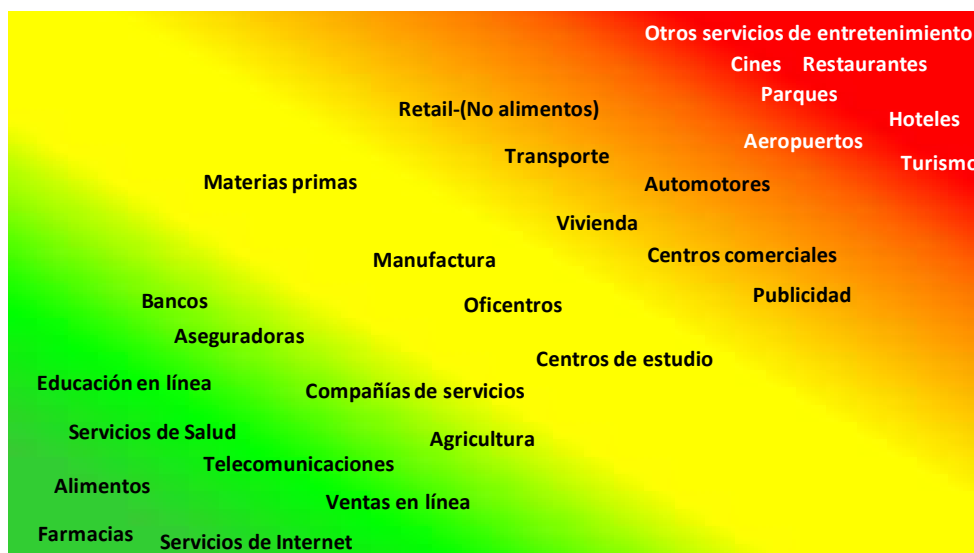 Otros servicios de entretenimiento
Cines Restaurantes
Parques
Retail-(No alimentos)
Hoteles
Aeropuertos
Transporte
Turismo
Materias primas
Automotores
Vivienda
Centros comerciales
Manufactura
Publicidad
Bancos
Oficentros
Aseguradoras
Centros de estudio
Educación en línea
Compañías de servicios
Servicios de Salud
Agricultura
Telecomunicaciones
Alimentos
Ventas en línea
Farmacias
Servicios de Internet